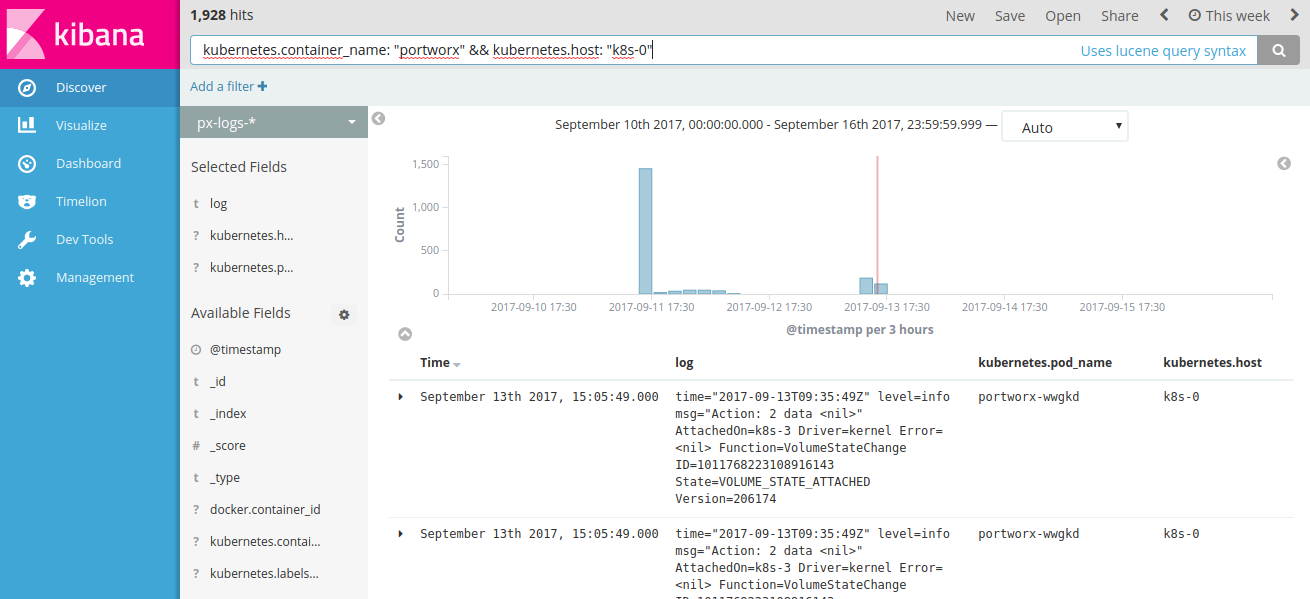 kibana
Discover
Visualize
Dashboard
Timelion
Dev Tools
Management
1,928 hits
New Save Open Share This week
kubernetes.container_name: "portworx" && kubernetes.host: "k8s-0" Uses lucene query syntax
Add a filter +
px-logs-*
Selected Fields
t log
? kubernetes.h...
? kubernetes.p...
Available Fields
@timestamp
t _id
t _index
# _score
t _type
? docker.container_id
? kubernetes.contai...
? kubernetes.labels...
September 10th 2017, 00:00:00.000 - September 16th 2017, 23:59:59.999 — Auto
Count
1,500
1,000
500
0
2017-09-10 17:30 2017-09-11 17:30 2017-09-12 17:30 2017-09-13 17:30 2017-09-14 17:30 2017-09-15 17:30
@timestamp per 3 hours
Time log kubernetes.pod_name kubernetes.host
September 13th 2017, 15:05:49.000 time="2017-09-13T09:35:49Z" level=info portworx-wwgkd k8s-0
msg="Action: 2 data <nil>"
AttachedOn=k8s-3 Driver=kernel Error=
<nil> Function=VolumeStateChange
ID=1011768223108916143
State=VOLUME_STATE_ATTACHED
Version=206174
September 13th 2017, 15:05:49.000 time="2017-09-13T09:35:49Z" level=info portworx-wwgkd k8s-0
msg="Action: 2 data <nil>"
AttachedOn=k8s-3 Driver=kernel Error=
<nil> Function=VolumeStateChange